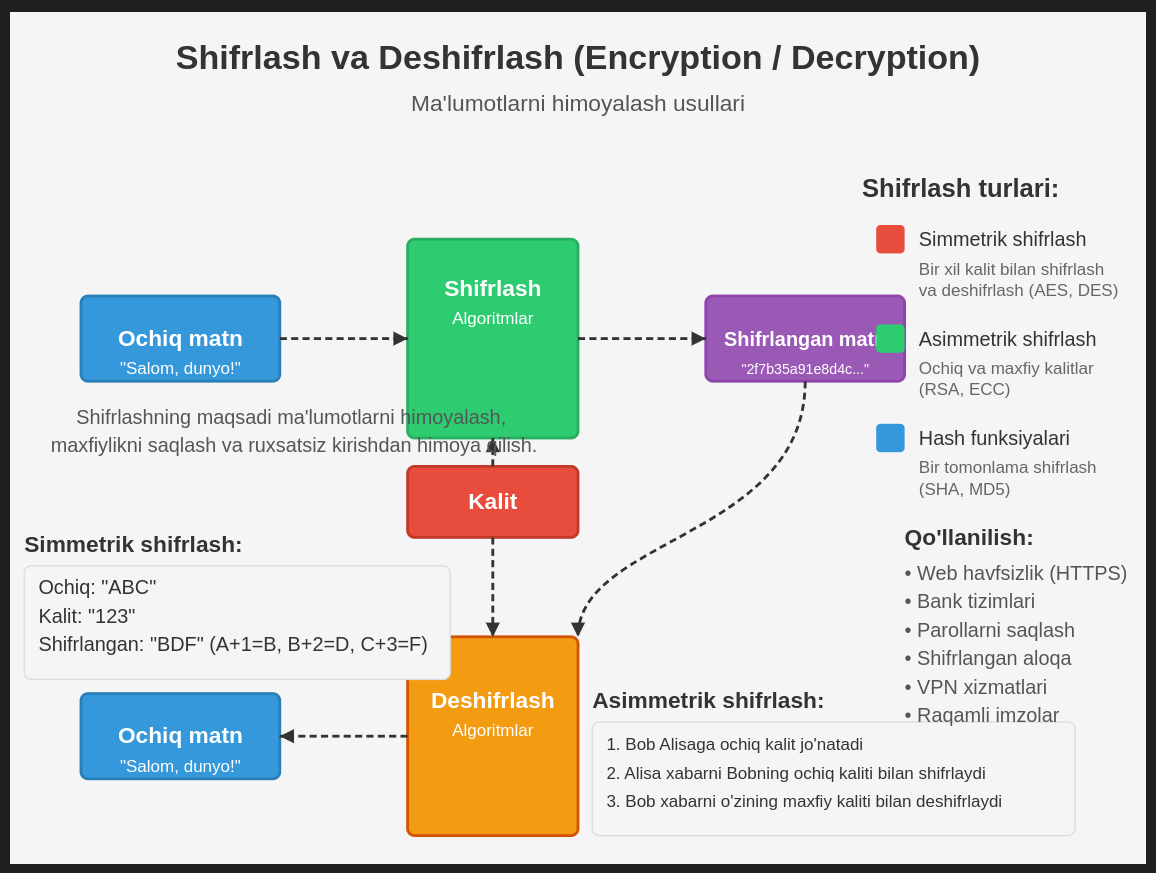 Shifrlash va Deshifrlash (Encryption / Decryption)
Ma'lumotlarni himoyalash usullari
Ochiq matn
"Salom, dunyo!"
Shifrlash
Algoritmlar
Shifrlangan mat
"2f7b35a91e8d4c..."
Shifrlashning maqsadi ma'lumotlarni himoyalash,
maxfiylikni saqlash va ruxsatsiz kirishdan himoya qilish.
Kalit
Shifrlash turlari:
Simmetrik shifrlash
Bir xil kalit bilan shifrlash
va deshifrlash (AES, DES)
Asimmetrik shifrlash
Ochiq va maxfiy kalitlar
(RSA, ECC)
Hash funksiyalari
Bir tomonlama shifrlash
(SHA, MD5)
Simmetrik shifrlash:
Ochiq: "ABC"
Kalit: "123"
Shifrlangan: "BDF" (A+1=B, B+2=D, C+3=F)
Ochiq matn
"Salom, dunyo!"
Deshifrlash
Algoritmlar
Qo'llanilish:
• Web havfsizlik (HTTPS)
• Bank tizimlari
• Parollarni saqlash
• Shifrlangan aloqa
• VPN xizmatlari
• Raqamli imzolar
Asimmetrik shifrlash:
1. Bob Alisaga ochiq kalit jo'natadi
2. Alisa xabarni Bobning ochiq kaliti bilan shifrlaydi
3. Bob xabarni o'zining maxfiy kaliti bilan deshifrlaydi